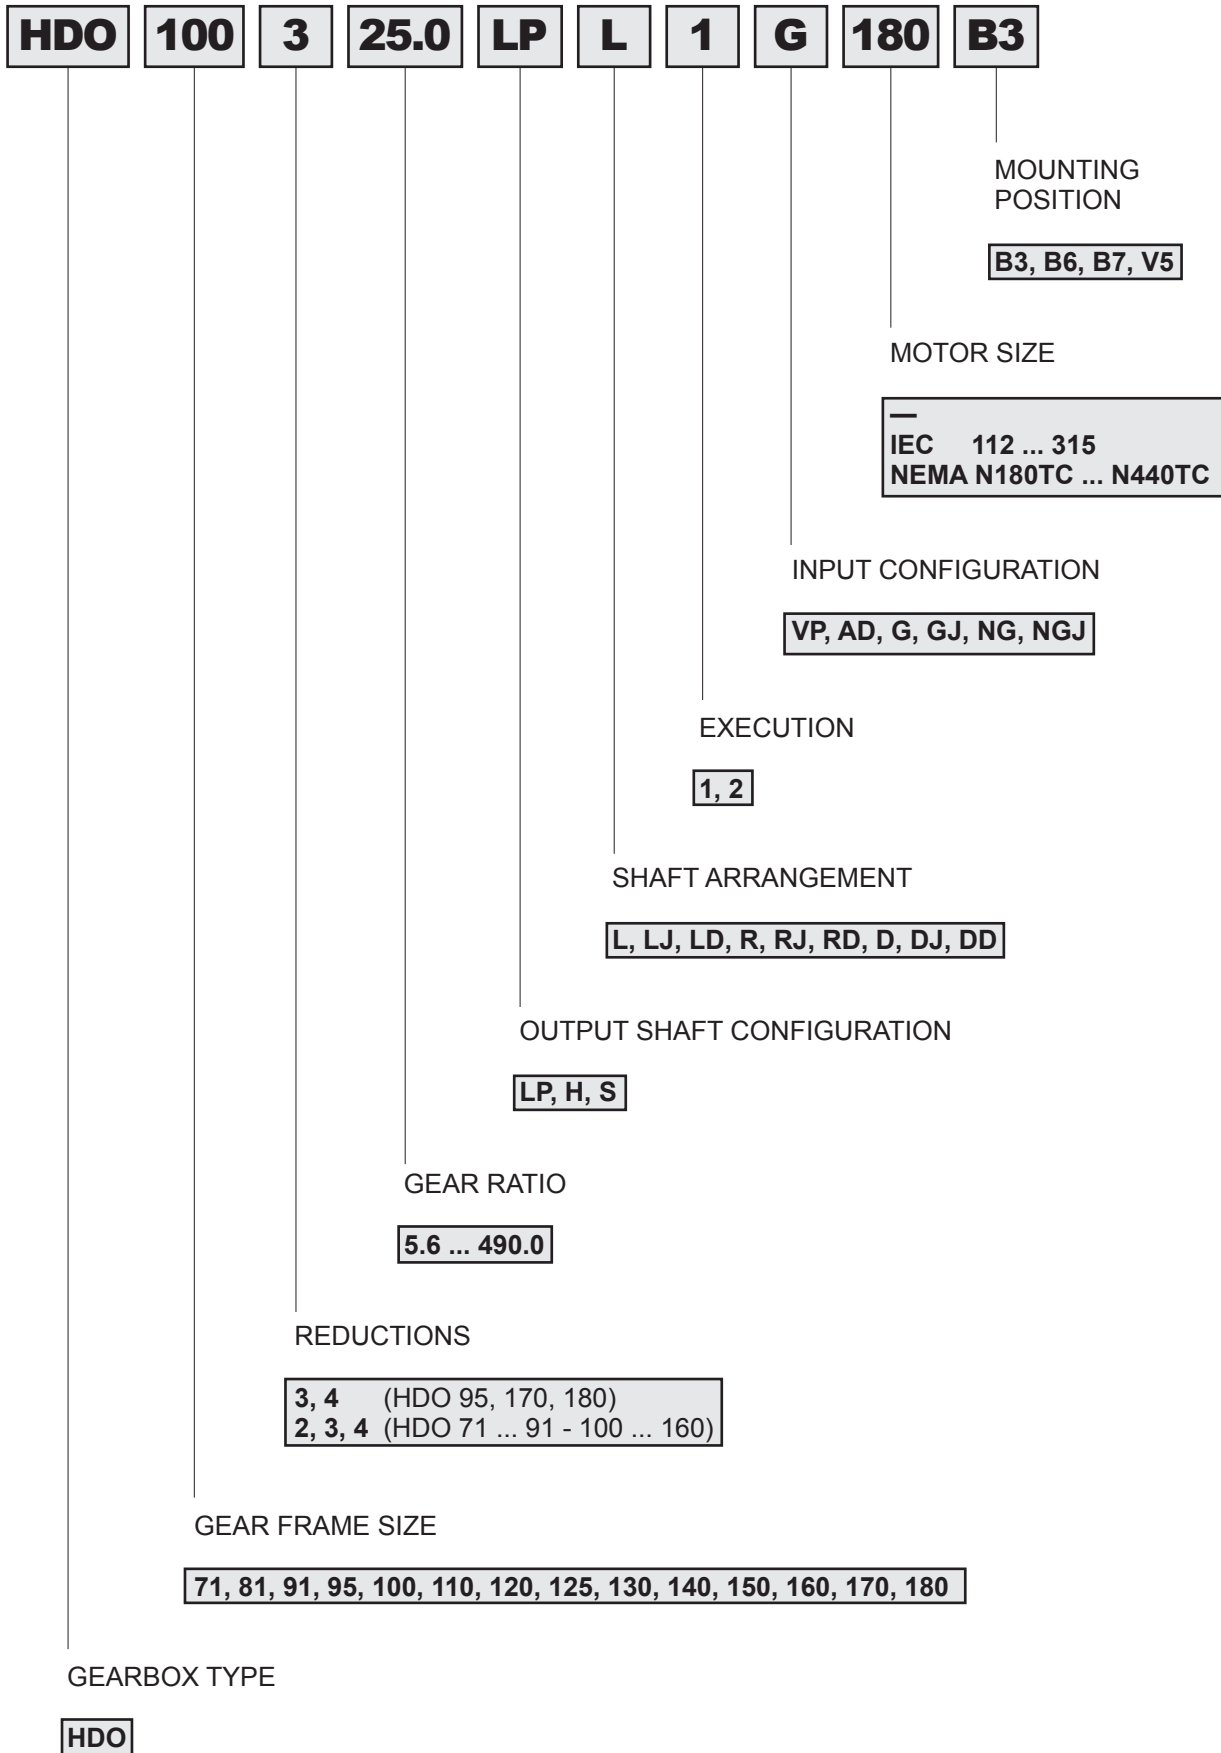 HDO 100 3 25.0 LP L 1 G 180 B3
MOUNTING
POSITION
B3, B6, B7, V5
MOTOR SIZE
—
IEC 112 ... 315
NEMA N180TC ... N440TC
INPUT CONFIGURATION
VP, AD, G, GJ, NG, NGJ
EXECUTION
1, 2
SHAFT ARRANGEMENT
L, LJ, LD, R, RJ, RD, D, DJ, DD
OUTPUT SHAFT CONFIGURATION
LP, H, S
GEAR RATIO
5.6 ... 490.0
REDUCTIONS
3, 4 (HDO 95, 170, 180)
2, 3, 4 (HDO 71 ... 91 - 100 ... 160)
GEAR FRAME SIZE
71, 81, 91, 95, 100, 110, 120, 125, 130, 140, 150, 160, 170, 180
GEARBOX TYPE
HDO